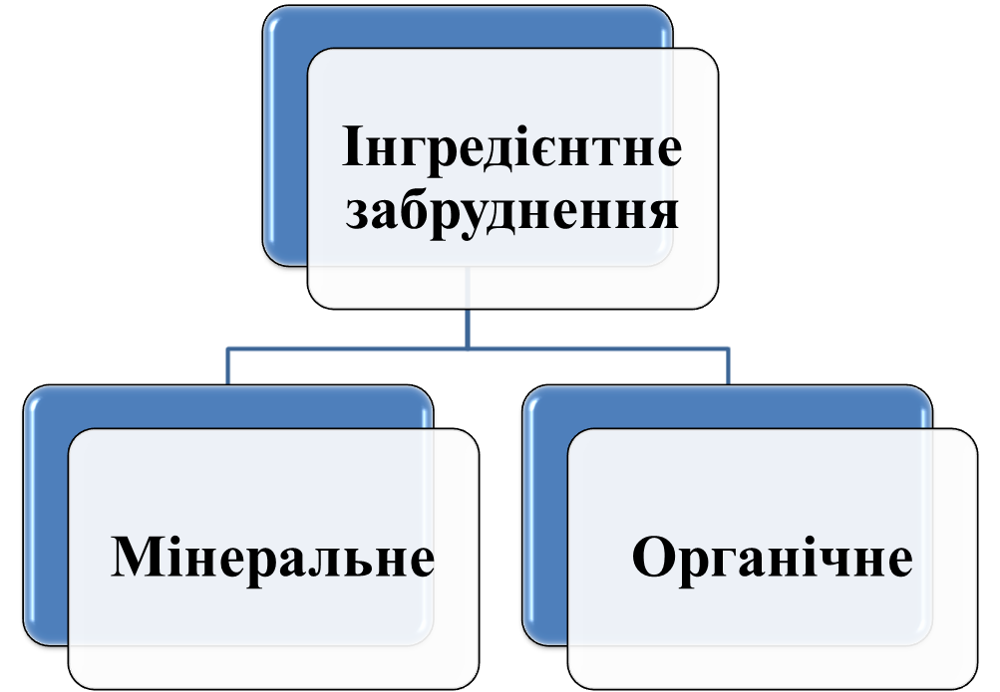 Інгредієнтне
забруднення
Мінеральне
Органічне